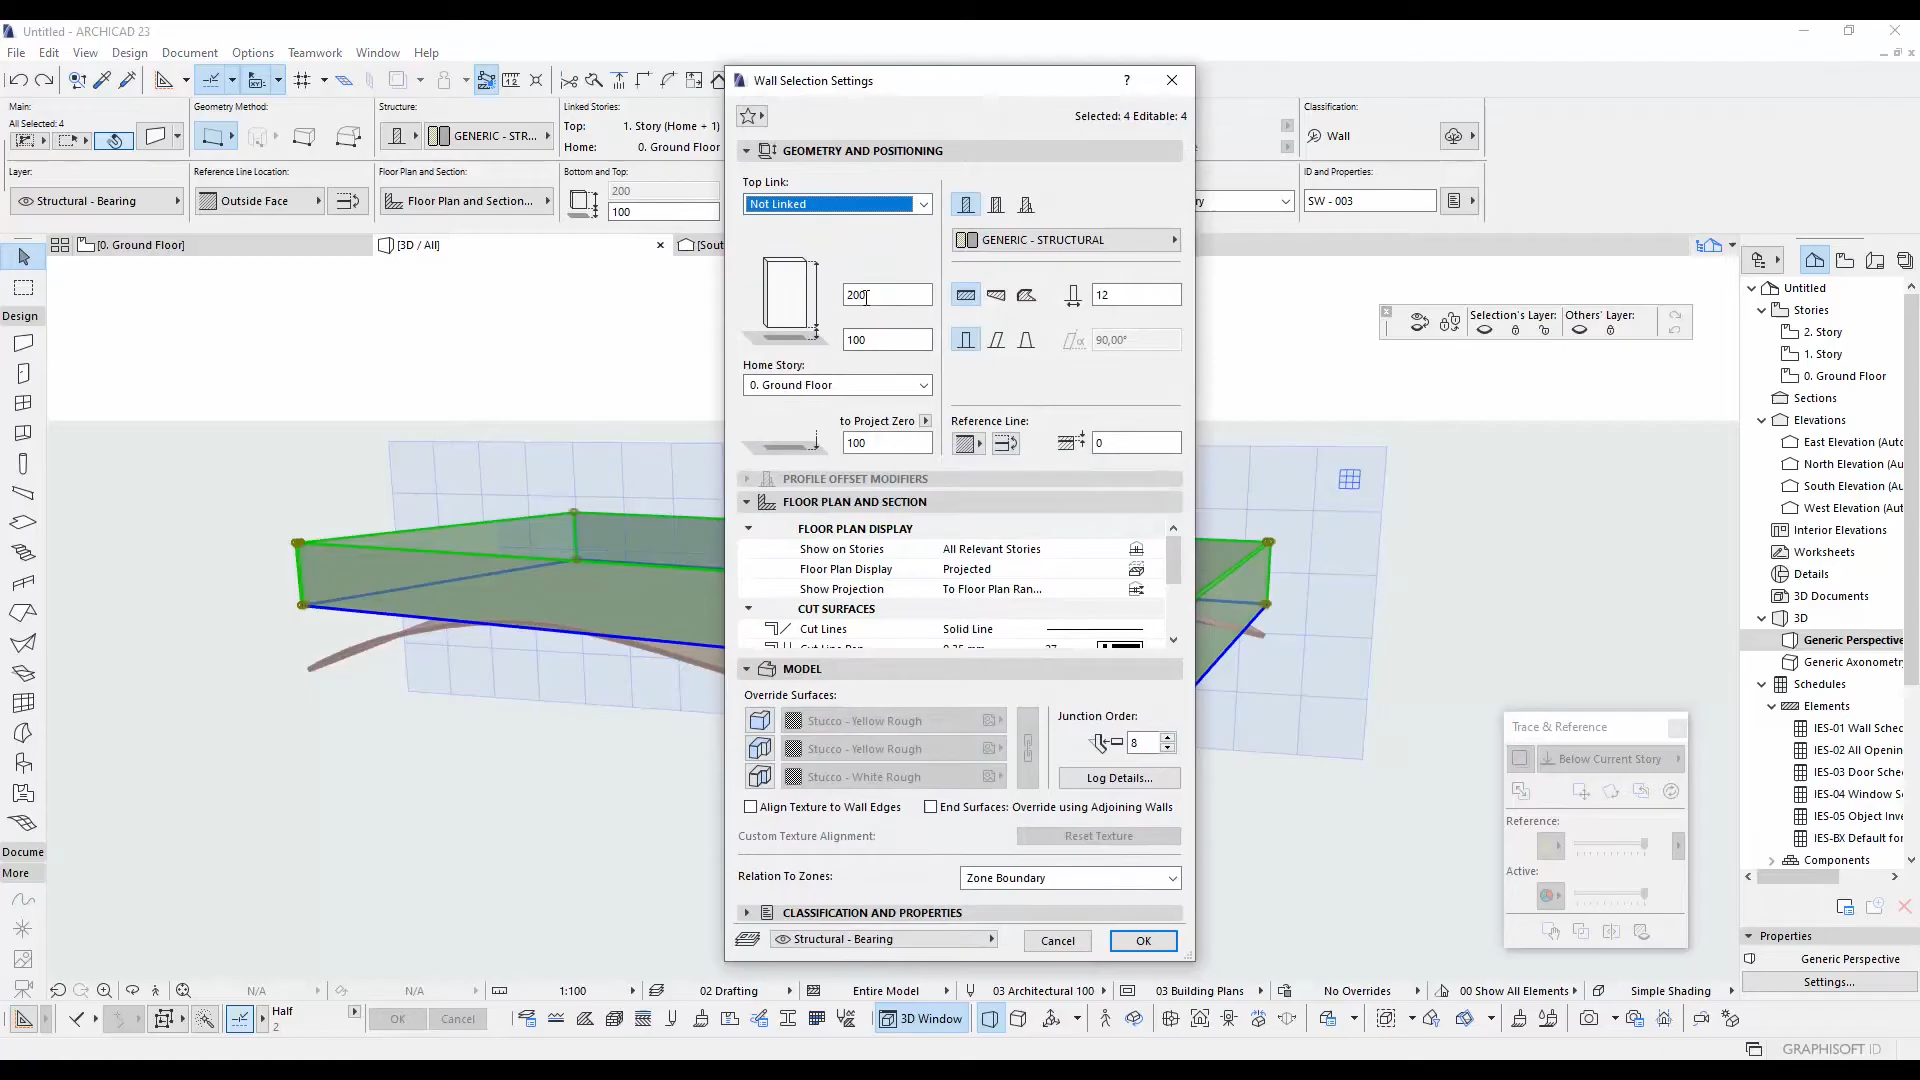 Untitled - ARCHICAD 23
File Edit View Design Document Options Teamwork Window Help
Main:
All Selected: 4
Geometry Method:
Structure:
GENERIC - STR...
Linked Stories:
Top: 1. Story (Home + 1)
Home: 0. Ground Floor
Layer:
Structural - Bearing
Reference Line Location:
Outside Face
Floor Plan and Section:
Floor Plan and Section...
Bottom and Top:
200
100
Classification:
Wall
ID and Properties:
SW - 003
[0. Ground Floor]
[3D / All]
[Sou
Wall Selection Settings
?
Selected: 4 Editable: 4
GEOMETRY AND POSITIONING
Top Link:
Not Linked
GENERIC - STRUCTURAL
200
12
100
90,00°
Home Story:
0. Ground Floor
to Project Zero
100
Reference Line:
0
PROFILE OFFSET MODIFIERS
FLOOR PLAN AND SECTION
FLOOR PLAN DISPLAY
Show on Stories All Relevant Stories
Floor Plan Display Projected
Show Projection To Floor Plan Ran...
CUT SURFACES
Cut Lines Solid Line
MODEL
Override Surfaces:
Stucco - Yellow Rough
Stucco - Yellow Rough
Stucco - White Rough
Junction Order:
8
Log Details...
Align Texture to Wall Edges
End Surfaces: Override using Adjoining Walls
Custom Texture Alignment:
Reset Texture
Relation To Zones:
Zone Boundary
CLASSIFICATION AND PROPERTIES
Structural - Bearing
Cancel
OK
Design
Docume
More
Selection's Layer: Others' Layer:
Trace & Reference
Below Current Story
Reference:
Active:
Untitled
Stories
2. Story
1. Story
0. Ground Floor
Sections
Elevations
East Elevation (Auto
North Elevation (Au
South Elevation (Au
West Elevation (Aut
Interior Elevations
Worksheets
Details
3D Documents
3D
Generic Perspective
Generic Axonometr
Schedules
Elements
IES-01 Wall Sched
IES-02 All Openin
IES-03 Door Sche
IES-04 Window Sc
IES-05 Object Inve
IES-BX Default for
Components
Properties
Generic Perspective
Settings...
N/A
N/A
1:100
02 Drafting
Entire Model
03 Architectural 100
03 Building Plans
No Overrides
00 Show All Elements
Simple Shading
Half
2
OK
Cancel
3D Window
GRAPHISOFT ID